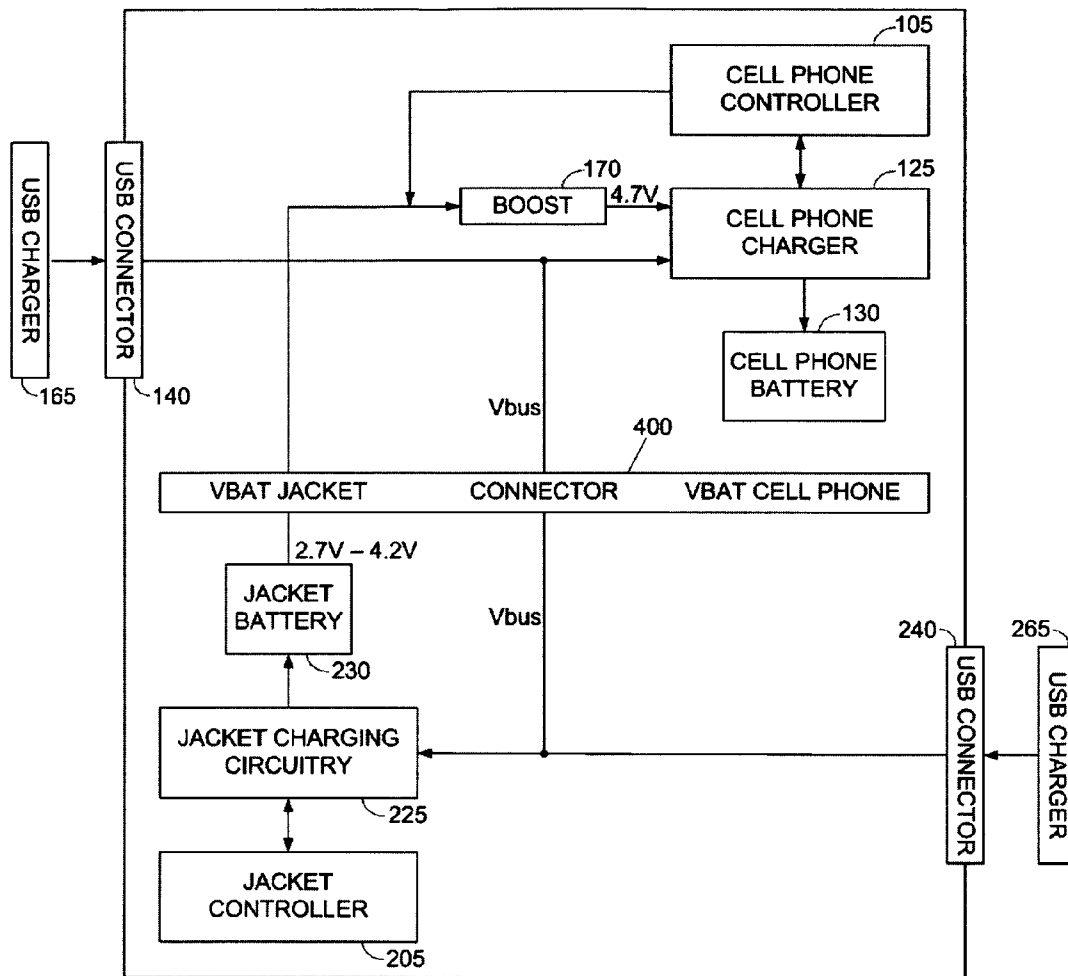 105
CELL PHONE
CONTROLLER
170
BOOST
4.7V
125
CELL PHONE
CHARGER
USB CHARGER
165
USB CONNECTOR
140
130
CELL PHONE
BATTERY
Vbus
400
VBAT JACKET CONNECTOR VBAT CELL PHONE
2.7V – 4.2V
JACKET
BATTERY
230
Vbus
240
USB CONNECTOR
265
USB CHARGER
JACKET CHARGING
CIRCUITRY
225
JACKET
CONTROLLER
205